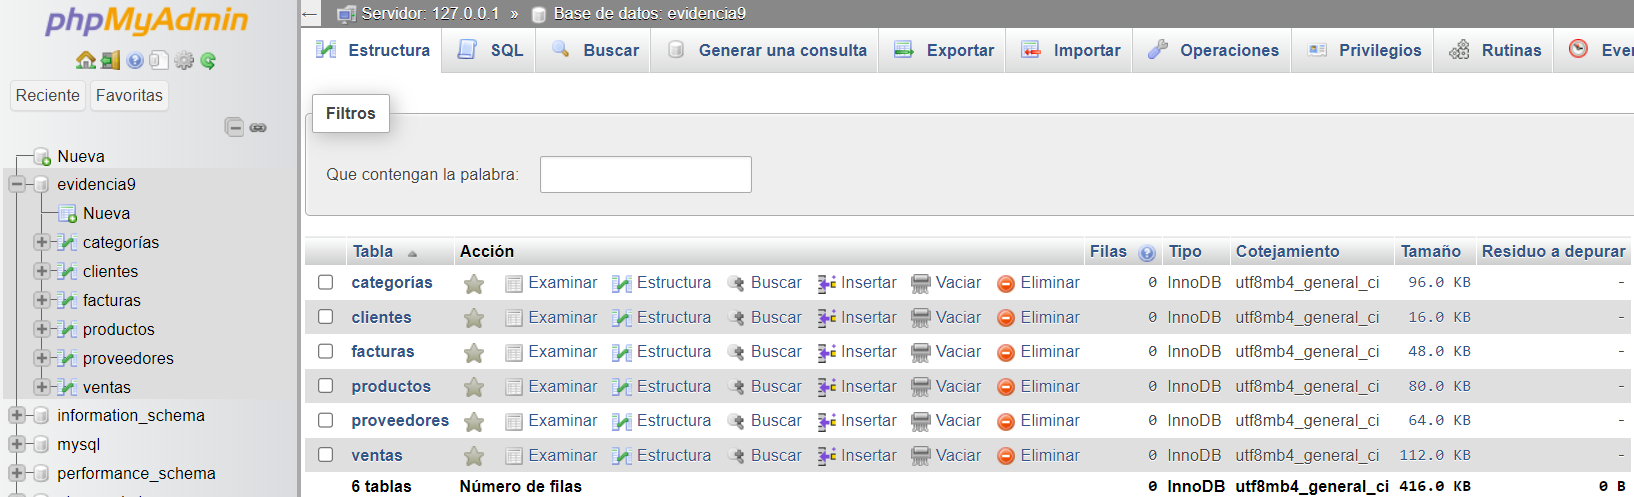 phpMyAdmin
Reciente Favoritas
Nueva
evidencia9
Nueva
categorías
clientes
facturas
productos
proveedores
ventas
information_schema
mysql
performance_schema
← Servidor: 127.0.0.1 » Base de datos: evidencia9
Estructura SQL Buscar Generar una consulta Exportar Importar Operaciones Privilegios Rutinas
Filtros
Que contengan la palabra:
Tabla Acción Filas Tipo Cotejamiento Tamaño Residuo a depurar
categorías Examinar Estructura Buscar Insertar Vaciar Eliminar 0 InnoDB utf8mb4_general_ci 96.0 KB -
clientes Examinar Estructura Buscar Insertar Vaciar Eliminar 0 InnoDB utf8mb4_general_ci 16.0 KB -
facturas Examinar Estructura Buscar Insertar Vaciar Eliminar 0 InnoDB utf8mb4_general_ci 48.0 KB -
productos Examinar Estructura Buscar Insertar Vaciar Eliminar 0 InnoDB utf8mb4_general_ci 80.0 KB -
proveedores Examinar Estructura Buscar Insertar Vaciar Eliminar 0 InnoDB utf8mb4_general_ci 64.0 KB -
ventas Examinar Estructura Buscar Insertar Vaciar Eliminar 0 InnoDB utf8mb4_general_ci 112.0 KB -
6 tablas Número de filas 0 InnoDB utf8mb4_general_ci 416.0 KB 0 B